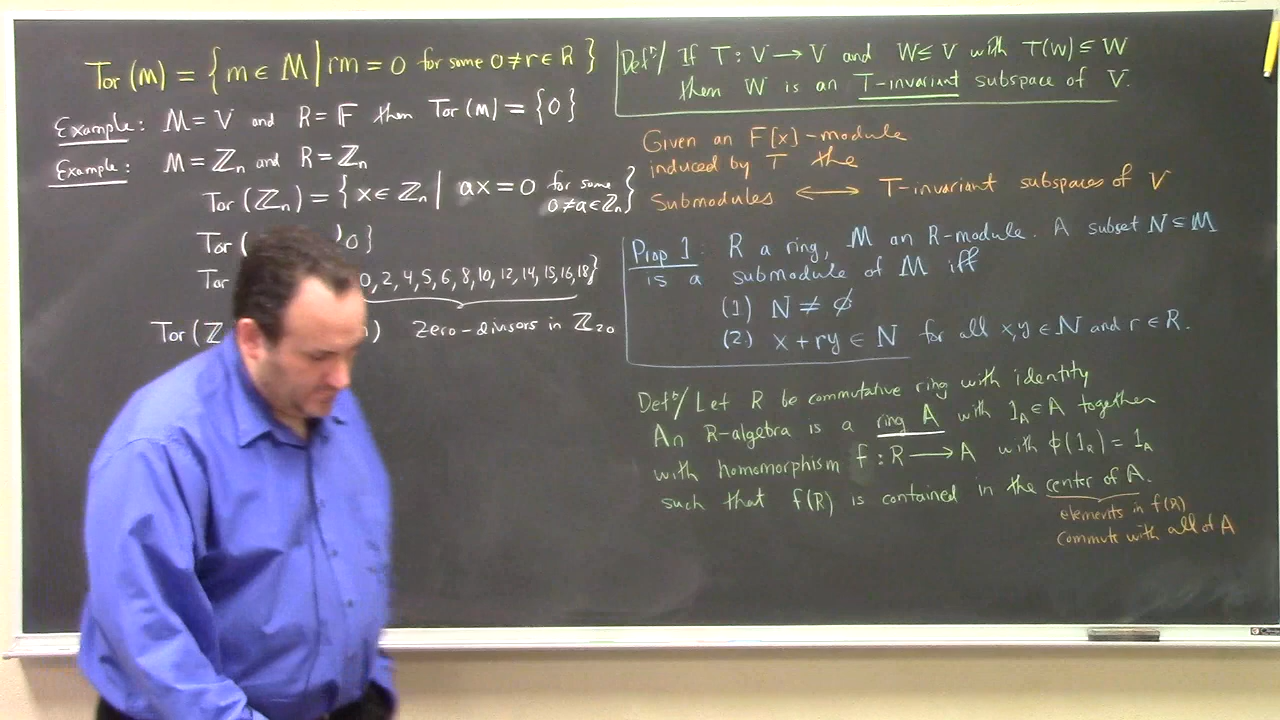 Tor(M) = {m ∈ M | rm = 0 for some 0 ≠ r ∈ R}
Example: M = V and R = F then Tor(M) = {0}
Example: M = ℤₙ and R = ℤₙ
Tor(ℤₙ) = {x ∈ ℤₙ | ax = 0 for some
0 ≠ a ∈ ℤₙ}
Tor( ) 0}
Tor 0, 2, 4, 5, 6, 8, 10, 12, 14, 15, 16, 18}
Tor(ℤ ) Zero-divisors in ℤ₂₀
Defⁿ/ If T : V → V and W ≤ V with T(W) ⊆ W
then W is an T-invariant subspace of V.
Given an F[x]-module
induced by T the
Submodules ⟷ T-invariant subspaces of V
Prop 1: R a ring, M an R-module. A subset N ⊆ M
is a submodule of M iff
(1) N ≠ ϕ
(2) x + ry ∈ N for all x, y ∈ N and r ∈ R.
Defⁿ/ Let R be commutative ring with identity
An R-algebra is a ring A with 1_A ∈ A together
with homomorphism f : R → A with ϕ(1_R) = 1_A
such that f(R) is contained in the center of A.
elements in f(R)
commute with all of A